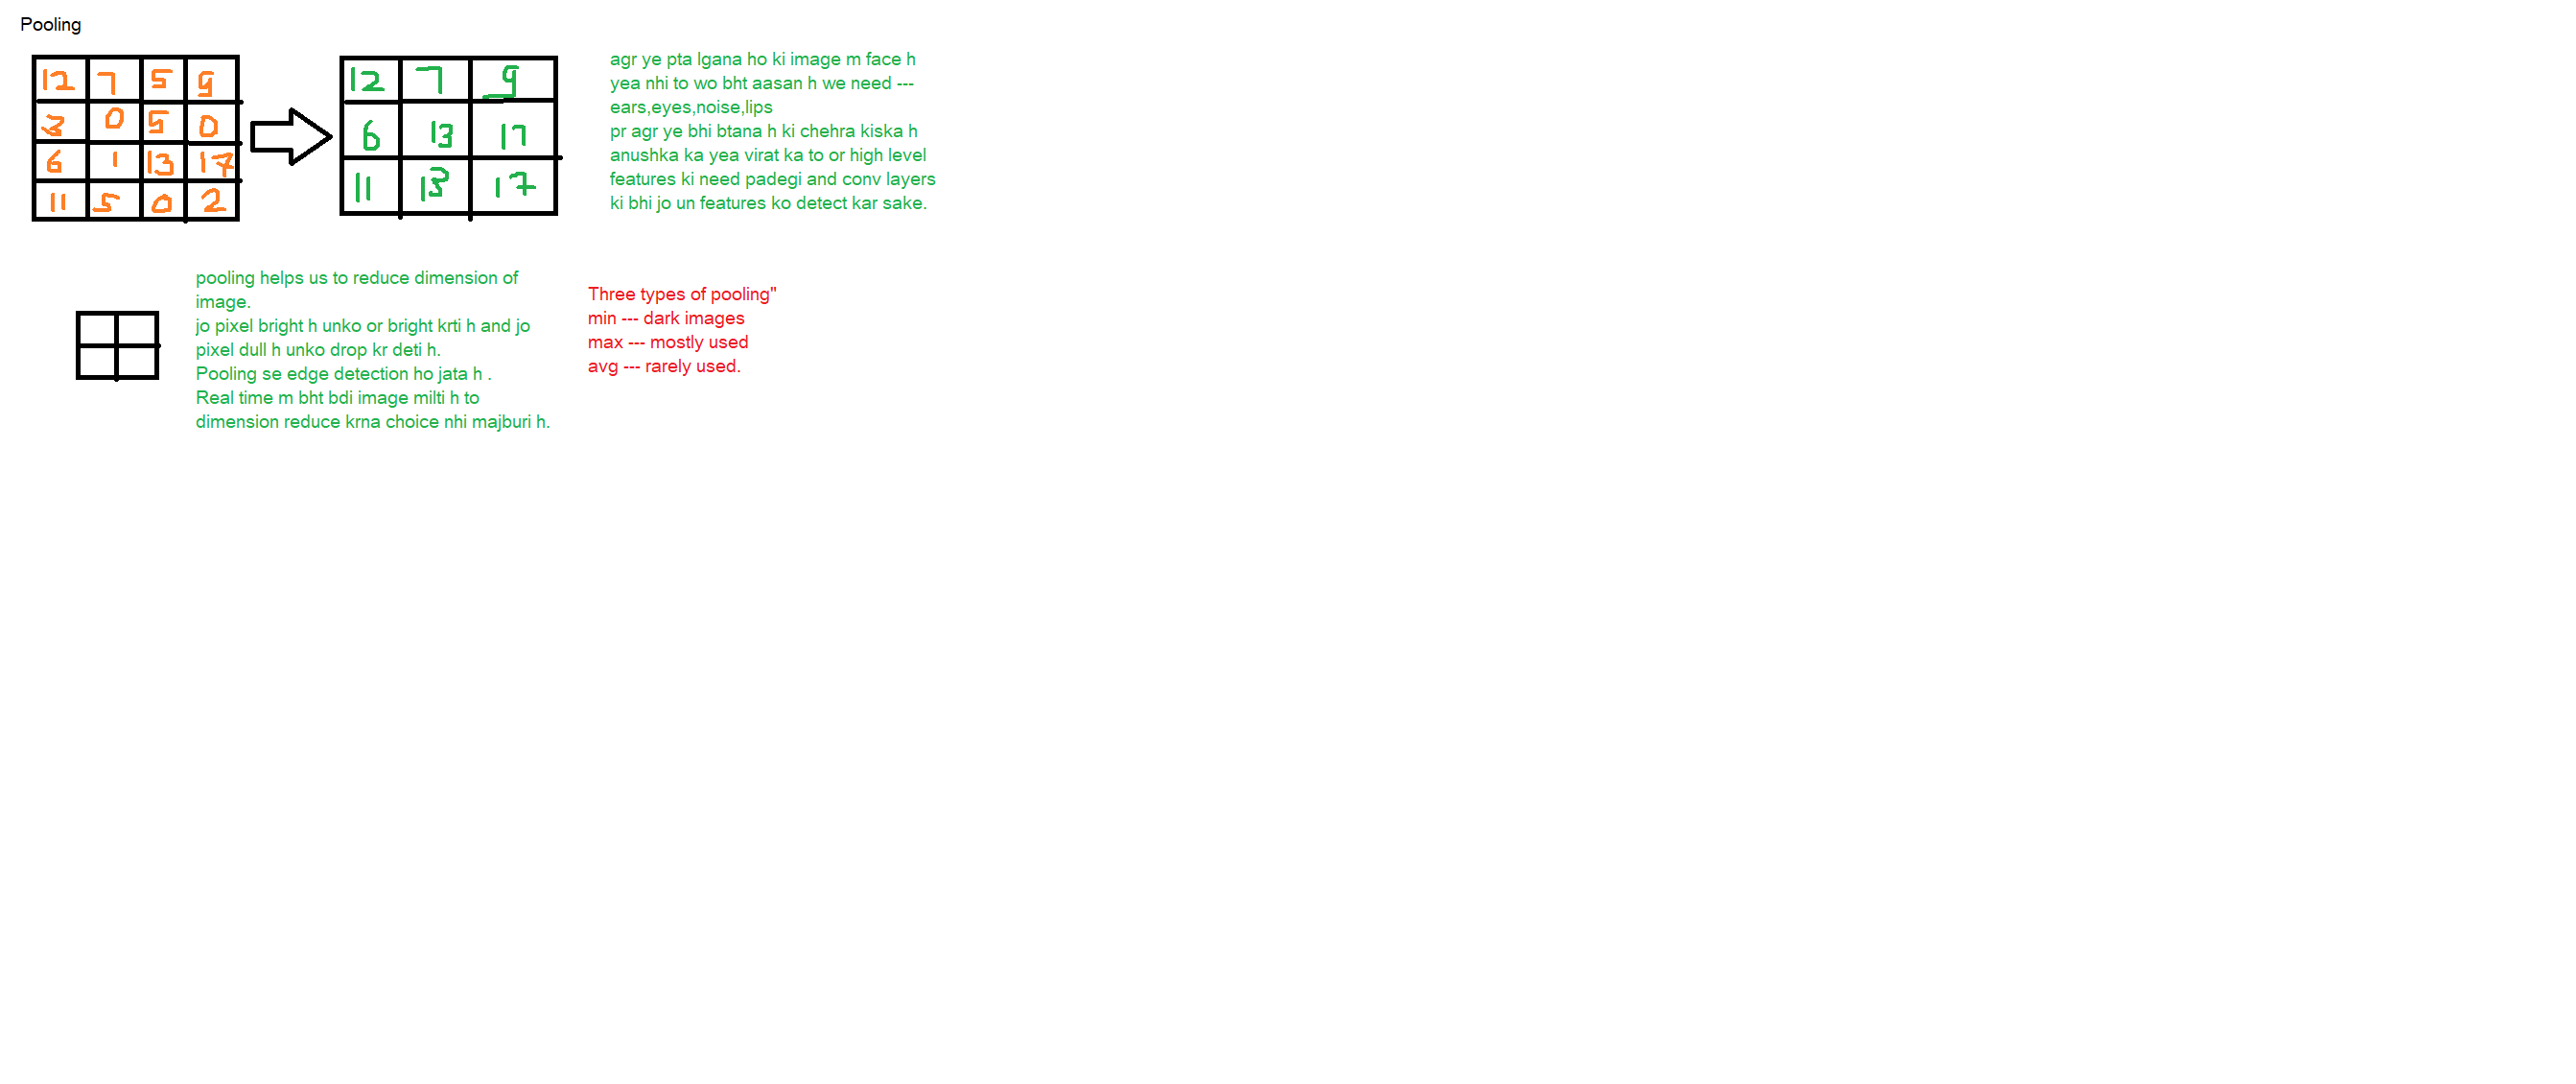 Pooling
12 7 5 9
3 0 5 0
6 1 13 17
11 5 0 2
12 7 9
6 13 17
11 13 17
agr ye pta lgana ho ki image m face h
yea nhi to wo bht aasan h we need ---
ears,eyes,noise,lips
pr agr ye bhi btana h ki chehra kiska h
anushka ka yea virat ka to or high level
features ki need padegi and conv layers
ki bhi jo un features ko detect kar sake.
pooling helps us to reduce dimension of
image.
jo pixel bright h unko or bright krti h and jo
pixel dull h unko drop kr deti h.
Pooling se edge detection ho jata h .
Real time m bht bdi image milti h to
dimension reduce krna choice nhi majburi h.
Three types of pooling"
min --- dark images
max --- mostly used
avg --- rarely used.